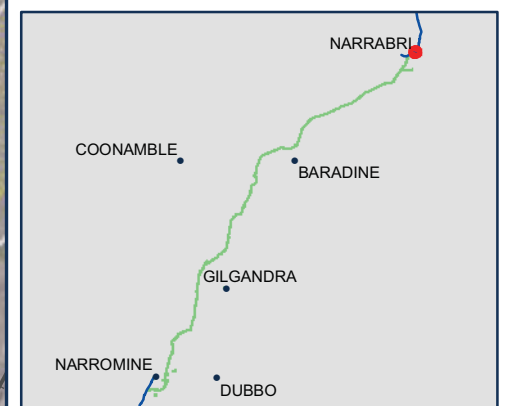 NARRABRI
COONAMBLE
BARADINE
GILGANDRA
NARROMINE
DUBBO